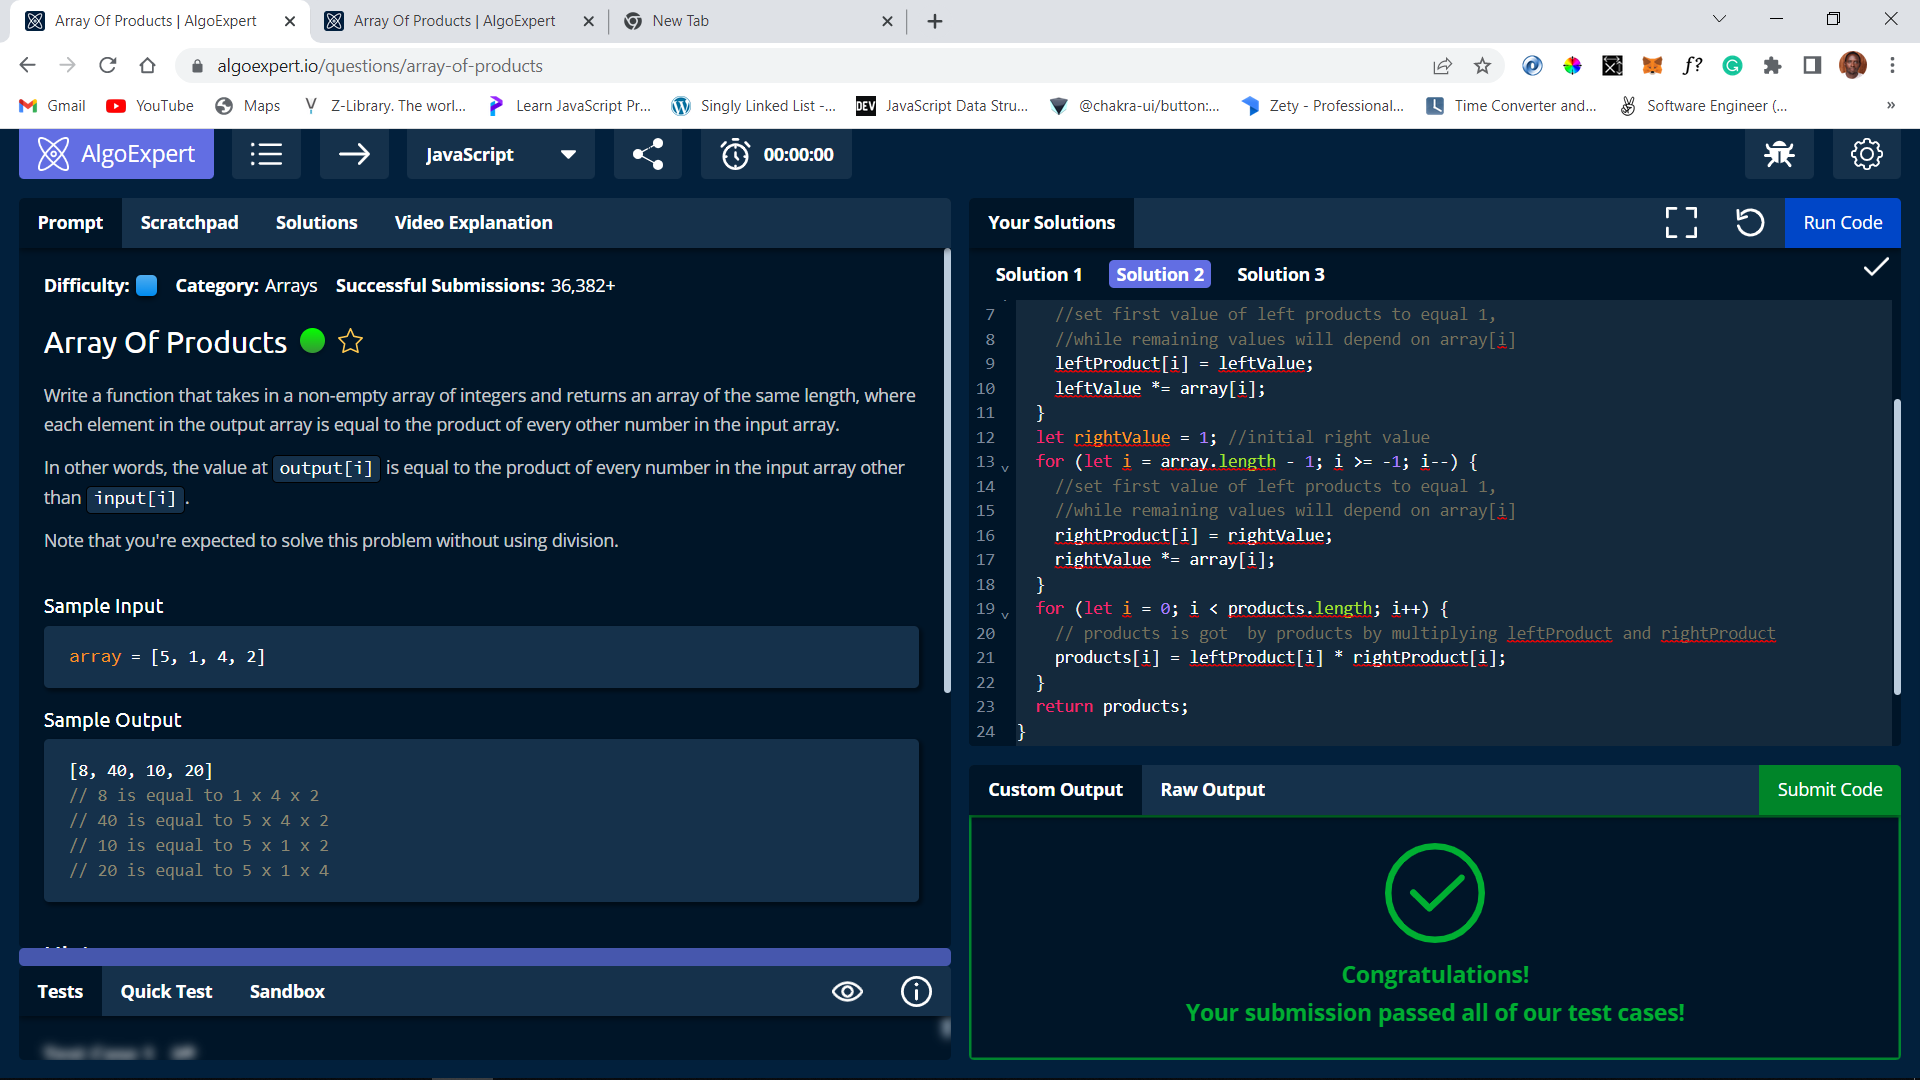 Array Of Products | AlgoExpert
Array Of Products | AlgoExpert
New Tab
algoexpert.io/questions/array-of-products
f?
Gmail
YouTube
Maps
Z-Library. The worl...
Learn JavaScript Pr...
Singly Linked List -...
DEV
JavaScript Data Stru...
@chakra-ui/button:...
Zety - Professional...
Time Converter and...
Software Engineer (...
»
AlgoExpert
JavaScript
00:00:00
Prompt
Scratchpad
Solutions
Video Explanation
Difficulty:
Category: Arrays
Successful Submissions: 36,382+
Array Of Products
Write a function that takes in a non-empty array of integers and returns an array of the same length, where
each element in the output array is equal to the product of every other number in the input array.
In other words, the value at output[i] is equal to the product of every number in the input array other
than input[i].
Note that you're expected to solve this problem without using division.
Sample Input
array = [5, 1, 4, 2]
Sample Output
[8, 40, 10, 20]
// 8 is equal to 1 x 4 x 2
// 40 is equal to 5 x 4 x 2
// 10 is equal to 5 x 1 x 2
// 20 is equal to 5 x 1 x 4
Tests
Quick Test
Sandbox
Your Solutions
Run Code
Solution 1
Solution 2
Solution 3
7 //set first value of left products to equal 1,
8 //while remaining values will depend on array[i]
9 leftProduct[i] = leftValue;
10 leftValue *= array[i];
11 }
12 let rightValue = 1; //initial right value
13 for (let i = array.length - 1; i >= -1; i--) {
14 //set first value of left products to equal 1,
15 //while remaining values will depend on array[i]
16 rightProduct[i] = rightValue;
17 rightValue *= array[i];
18 }
19 for (let i = 0; i < products.length; i++) {
20 // products is got  by products by multiplying leftProduct and rightProduct
21 products[i] = leftProduct[i] * rightProduct[i];
22 }
23 return products;
24 }
Custom Output
Raw Output
Submit Code
Congratulations!
Your submission passed all of our test cases!